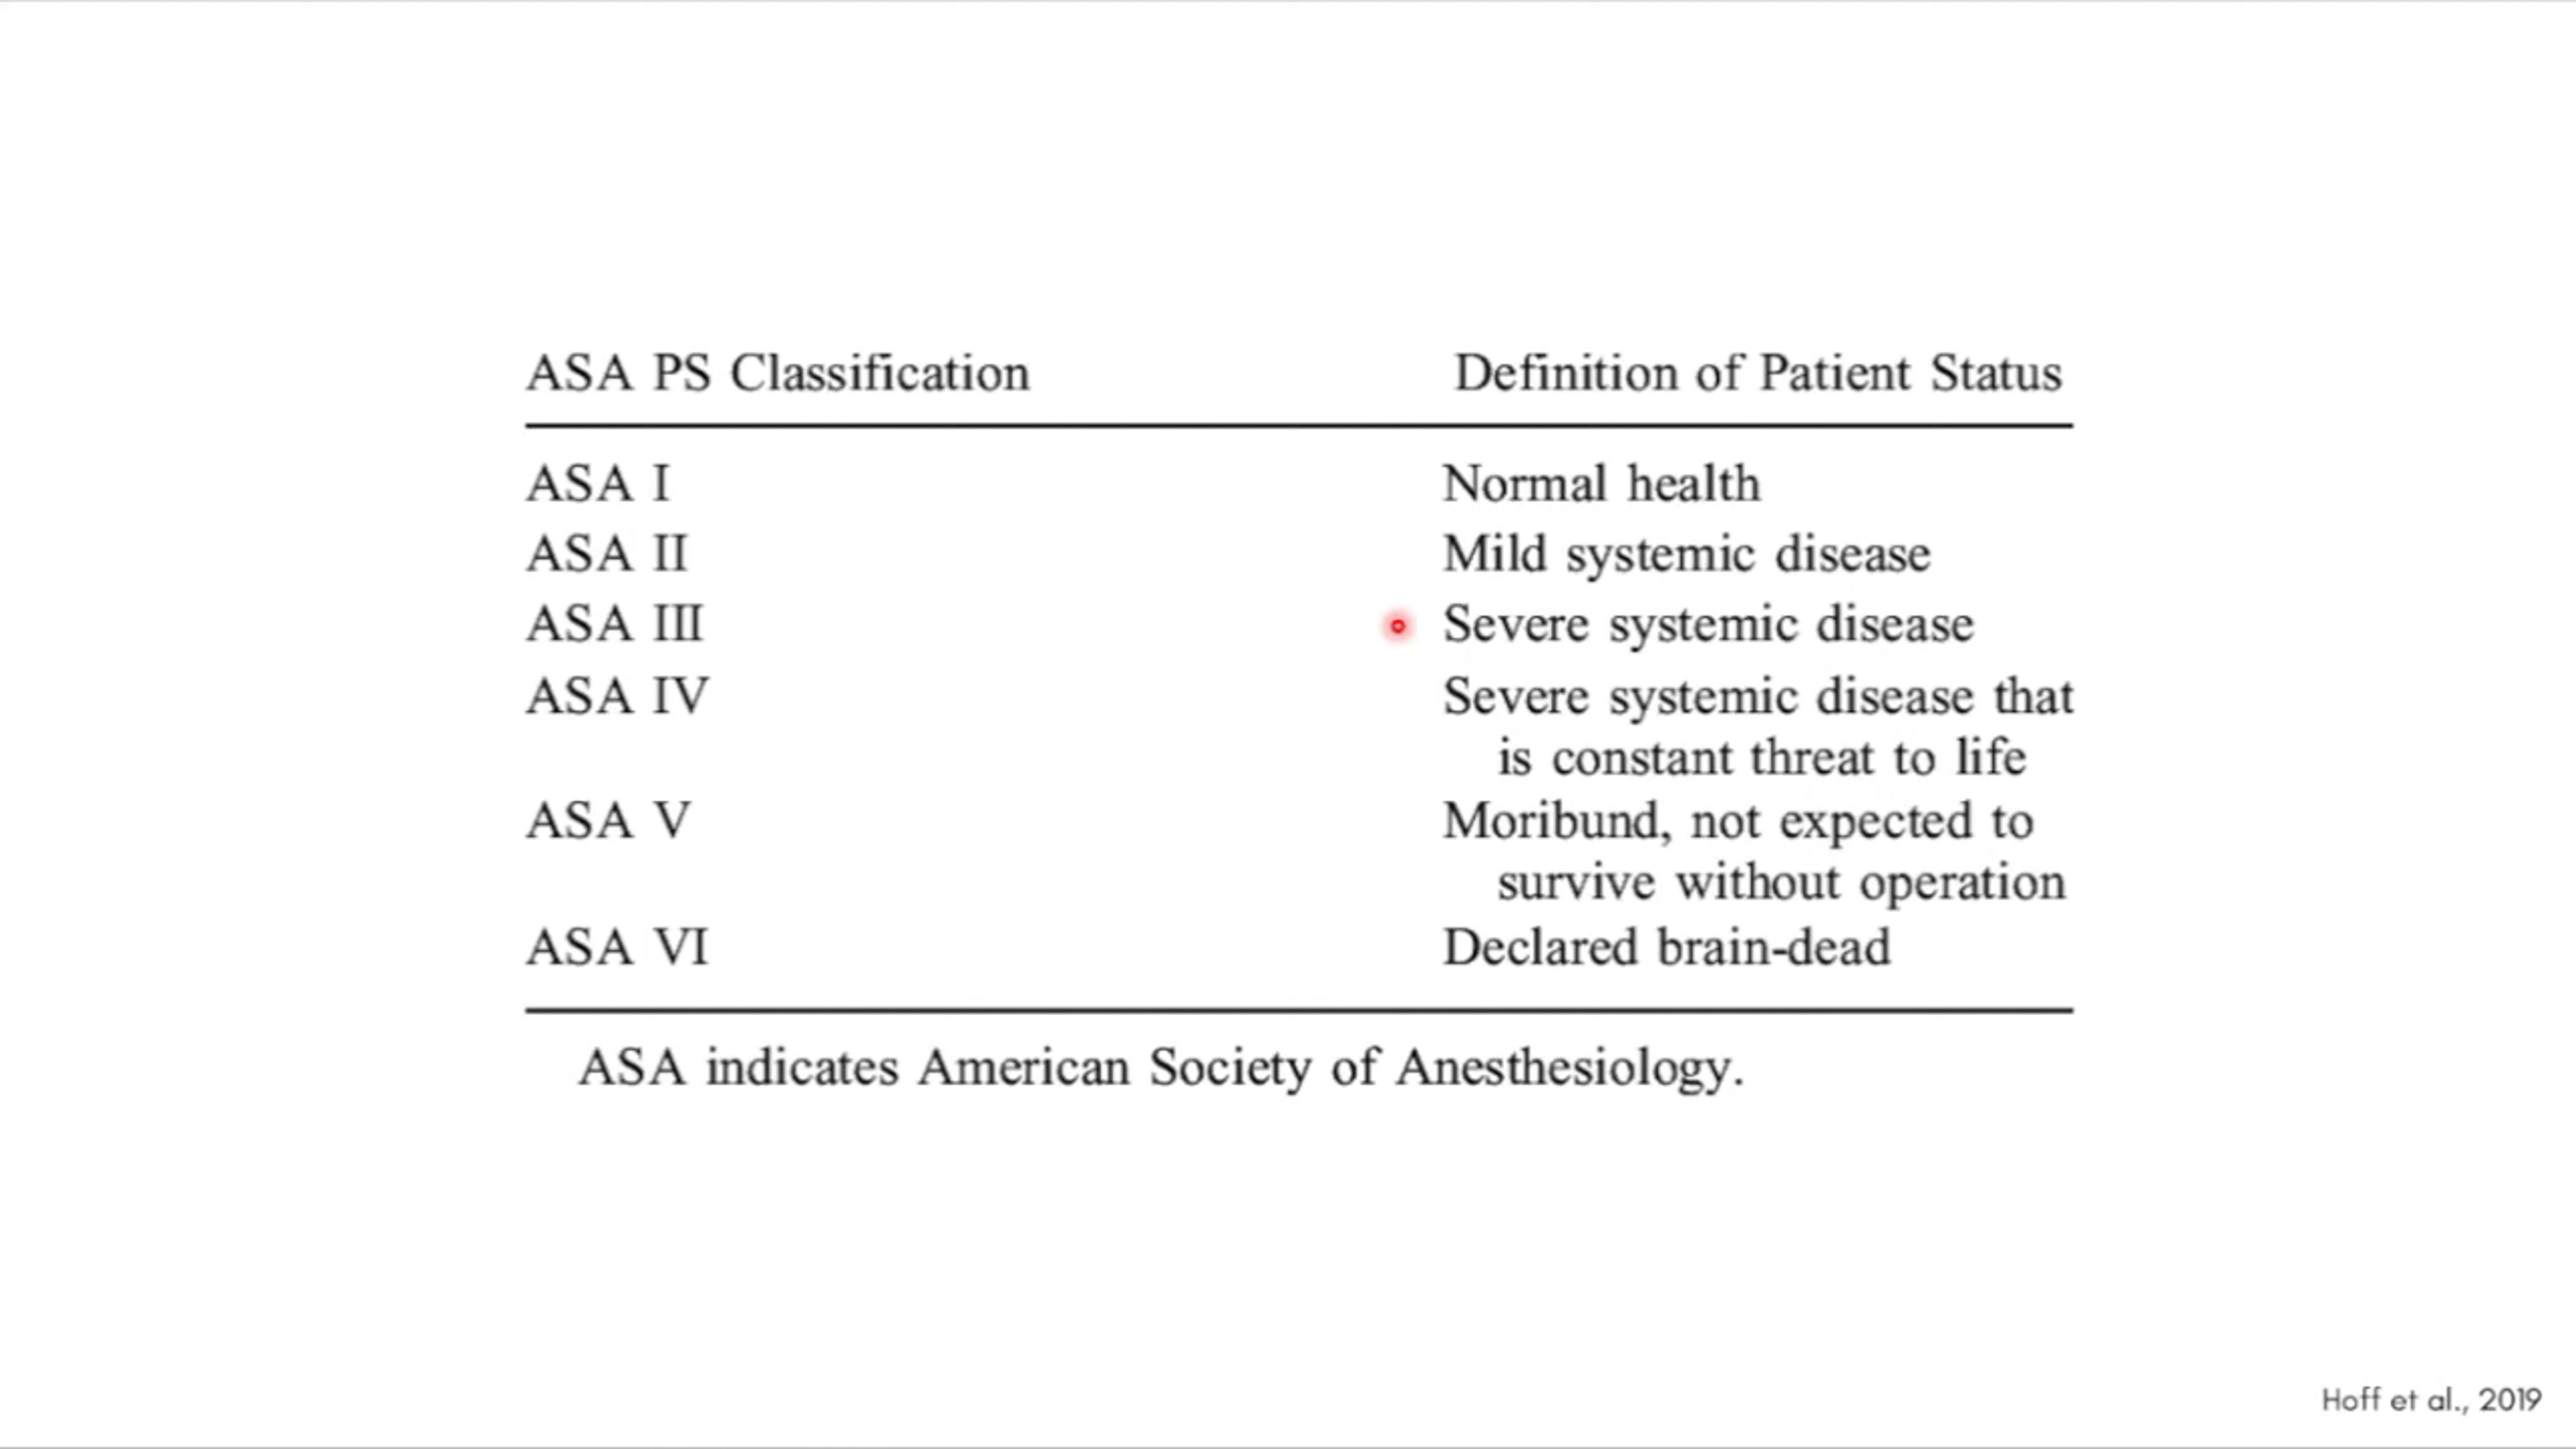 ASA PS Classification Definition of Patient Status
ASA I Normal health
ASA II Mild systemic disease
ASA III Severe systemic disease
ASA IV Severe systemic disease that
is constant threat to life
ASA V Moribund, not expected to
survive without operation
ASA VI Declared brain-dead
ASA indicates American Society of Anesthesiology.
Hoff et al., 2019